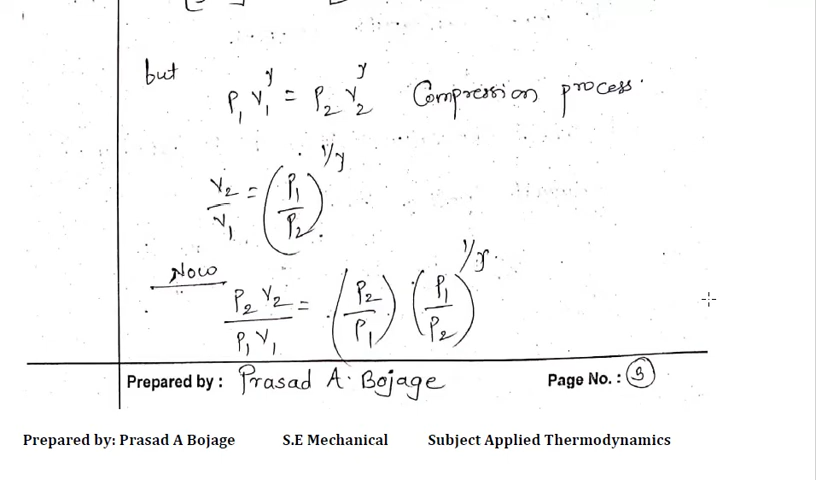 but
P₁ V₁^γ = P₂ V₂^γ Compression process.
V₂/V₁ = (P₁/P₂)^1/γ
Now
P₂ V₂ / P₁ V₁ = (P₂/P₁) (P₁/P₂)^1/γ.
Prepared by : Prasad A. Bojage Page No. : 3
Prepared by: Prasad A Bojage S.E Mechanical Subject Applied Thermodynamics